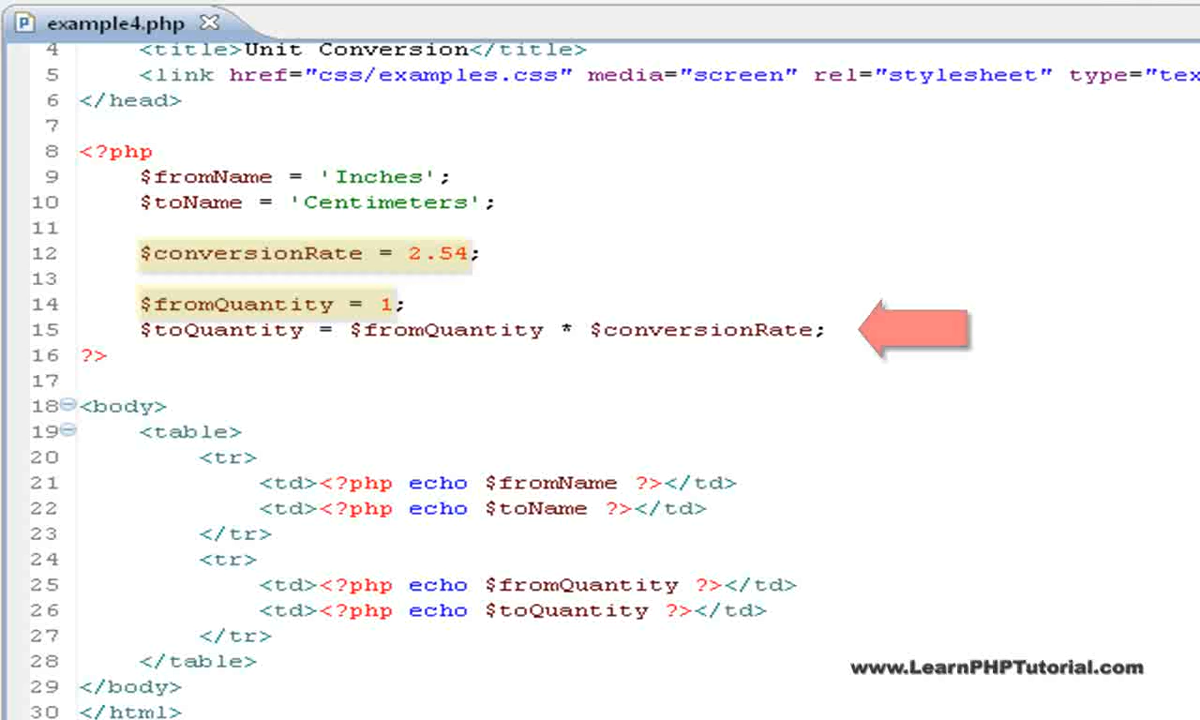 example4.php
4 <title>Unit Conversion</title>
5 <link href="css/examples.css" media="screen" rel="stylesheet" type="tex
6 </head>
7
8 <?php
9 $fromName = 'Inches';
10 $toName = 'Centimeters';
11
12 $conversionRate = 2.54;
13
14 $fromQuantity = 1;
15 $toQuantity = $fromQuantity * $conversionRate;
16 ?>
17
18 <body>
19 <table>
20 <tr>
21 <td><?php echo $fromName ?></td>
22 <td><?php echo $toName ?></td>
23 </tr>
24 <tr>
25 <td><?php echo $fromQuantity ?></td>
26 <td><?php echo $toQuantity ?></td>
27 </tr>
28 </table>
29 </body>
30 </html>
www.LearnPHPTutorial.com